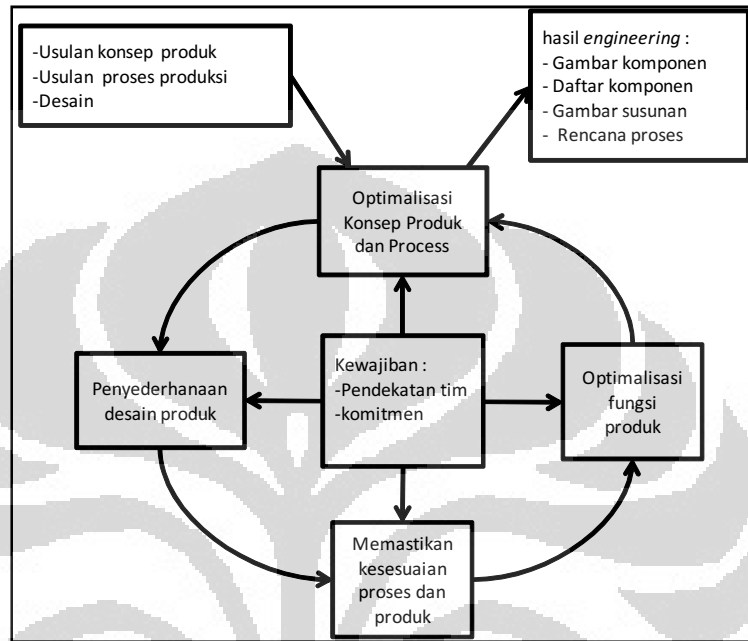 -Usulan konsep produk
-Usulan proses produksi
-Desain
hasil engineering :
- Gambar komponen
- Daftar komponen
- Gambar susunan
- Rencana proses
Optimalisasi
Konsep Produk
dan Process
Penyederhanaan
desain produk
Kewajiban :
-Pendekatan tim
-komitmen
Optimalisasi
fungsi
produk
Memastikan
kesesuaian
proses dan
produk